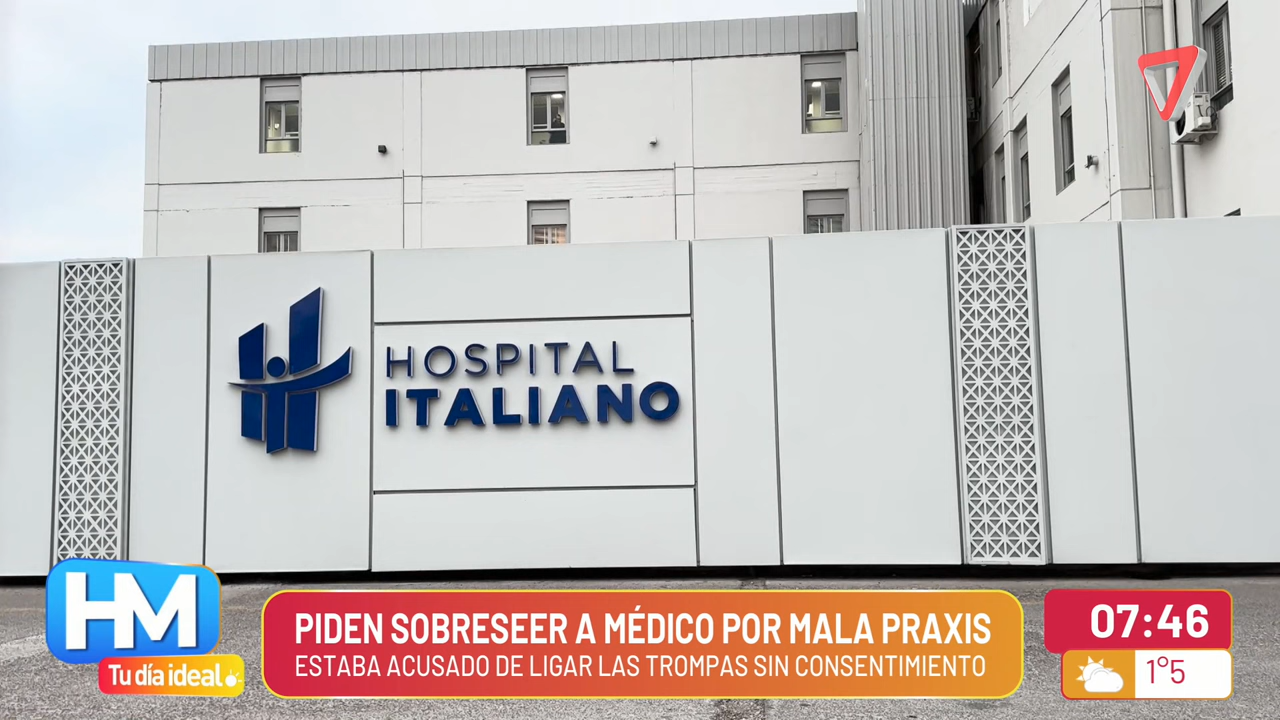 HOSPITAL
ITALIANO
HM
Tu día ideal
PIDEN SOBRESEER A MÉDICO POR MALA PRAXIS
ESTABA ACUSADO DE LIGAR LAS TROMPAS SIN CONSENTIMIENTO
07:46
1°5
7